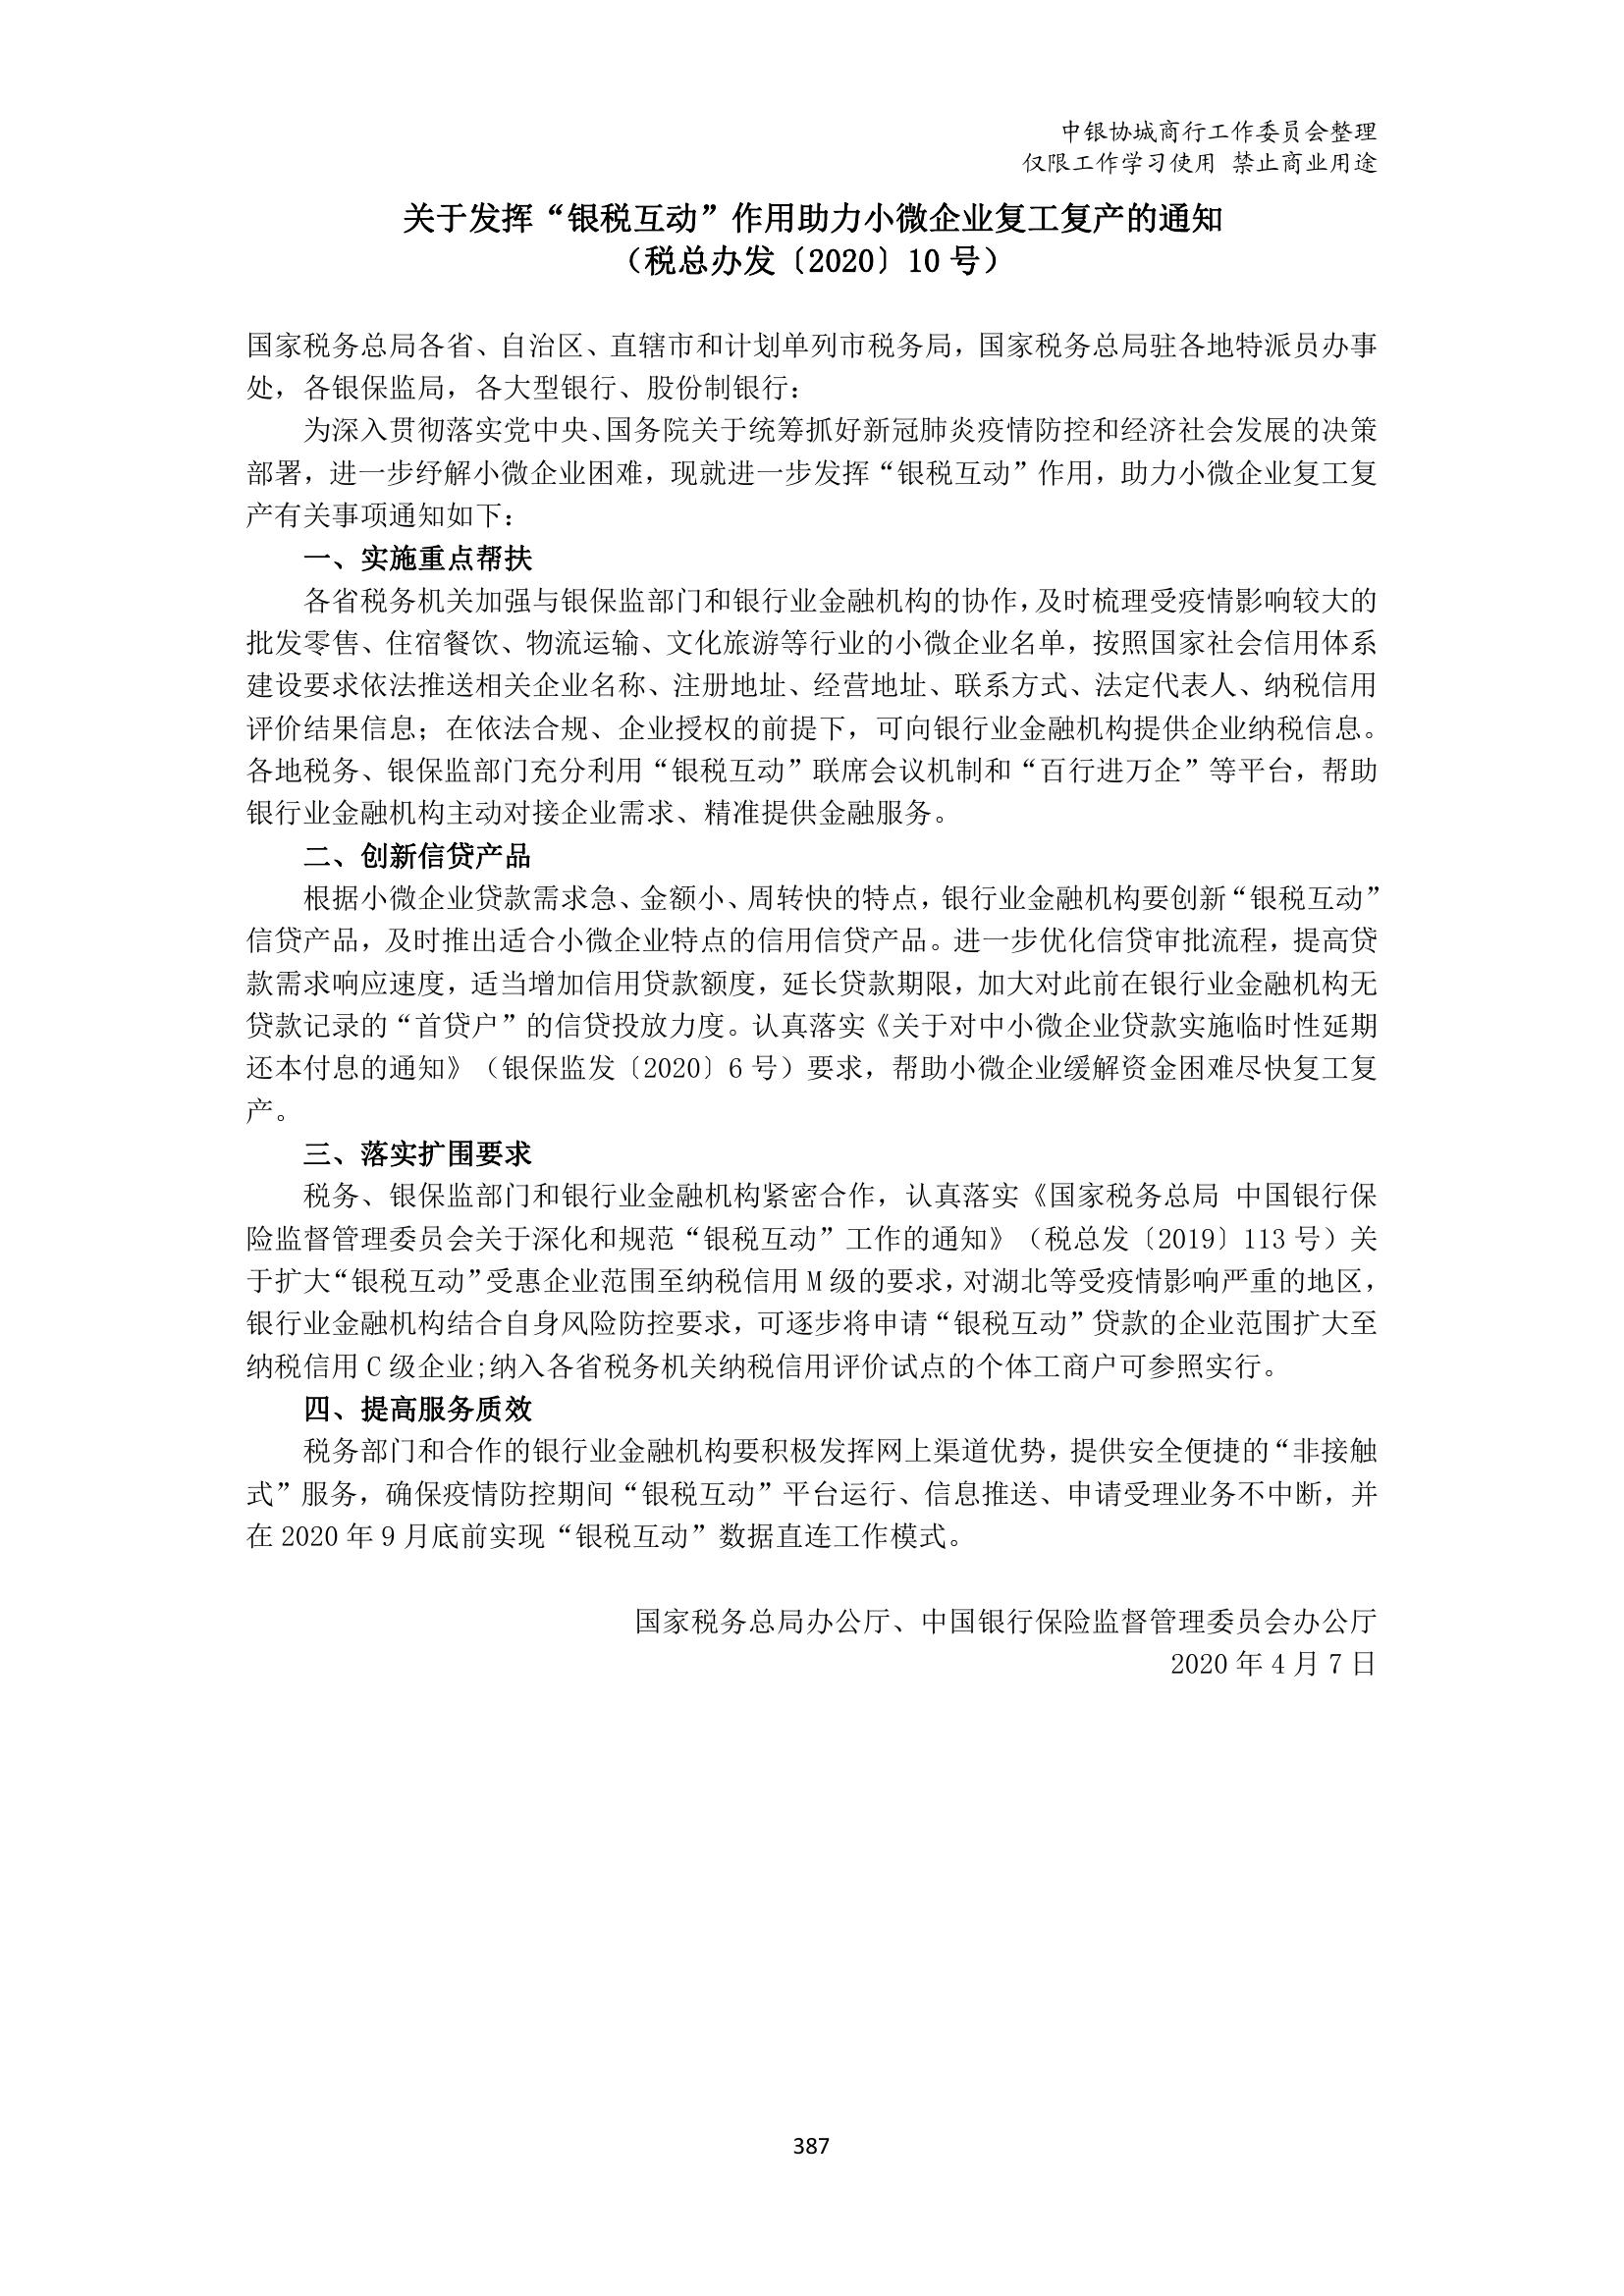 中银协城商行工作委员会整理
仅限工作学习使用 禁止商业用途
关于发挥“银税互动”作用助力小微企业复工复产的通知
（税总办发〔2020〕10 号）
国家税务总局各省、自治区、直辖市和计划单列市税务局，国家税务总局驻各地特派员办事
处，各银保监局，各大型银行、股份制银行：
为深入贯彻落实党中央、国务院关于统筹抓好新冠肺炎疫情防控和经济社会发展的决策
部署，进一步纾解小微企业困难，现就进一步发挥“银税互动”作用，助力小微企业复工复
产有关事项通知如下：
一、实施重点帮扶
各省税务机关加强与银保监部门和银行业金融机构的协作，及时梳理受疫情影响较大的
批发零售、住宿餐饮、物流运输、文化旅游等行业的小微企业名单，按照国家社会信用体系
建设要求依法推送相关企业名称、注册地址、经营地址、联系方式、法定代表人、纳税信用
评价结果信息；在依法合规、企业授权的前提下，可向银行业金融机构提供企业纳税信息。
各地税务、银保监部门充分利用“银税互动”联席会议机制和“百行进万企”等平台，帮助
银行业金融机构主动对接企业需求、精准提供金融服务。
二、创新信贷产品
根据小微企业贷款需求急、金额小、周转快的特点，银行业金融机构要创新“银税互动”
信贷产品，及时推出适合小微企业特点的信用信贷产品。进一步优化信贷审批流程，提高贷
款需求响应速度，适当增加信用贷款额度，延长贷款期限，加大对此前在银行业金融机构无
贷款记录的“首贷户”的信贷投放力度。认真落实《关于对中小微企业贷款实施临时性延期
还本付息的通知》（银保监发〔2020〕6 号）要求，帮助小微企业缓解资金困难尽快复工复
产。
三、落实扩围要求
税务、银保监部门和银行业金融机构紧密合作，认真落实《国家税务总局 中国银行保
险监督管理委员会关于深化和规范“银税互动”工作的通知》（税总发〔2019〕113 号）关
于扩大“银税互动”受惠企业范围至纳税信用 M 级的要求，对湖北等受疫情影响严重的地区，
银行业金融机构结合自身风险防控要求，可逐步将申请“银税互动”贷款的企业范围扩大至
纳税信用 C 级企业;纳入各省税务机关纳税信用评价试点的个体工商户可参照实行。
四、提高服务质效
税务部门和合作的银行业金融机构要积极发挥网上渠道优势，提供安全便捷的“非接触
式”服务，确保疫情防控期间“银税互动”平台运行、信息推送、申请受理业务不中断，并
在 2020 年 9 月底前实现“银税互动”数据直连工作模式。
国家税务总局办公厅、中国银行保险监督管理委员会办公厅
2020 年 4 月 7 日
387